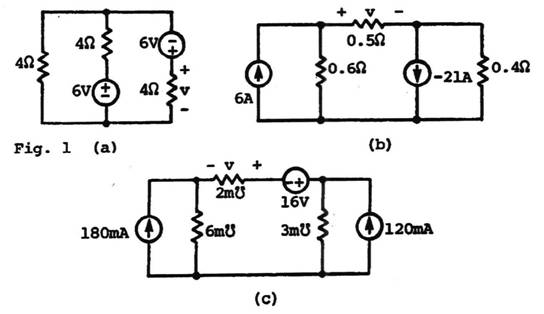 4Ω 4Ω 6V - + 6V + - 4Ω + v -
Fig. 1 (a)
+ v -
0.5Ω
6A 0.6Ω -21A 0.4Ω
(b)
- v +
2m℧ - + 16V
180mA 6m℧ 3m℧ 120mA
(c)